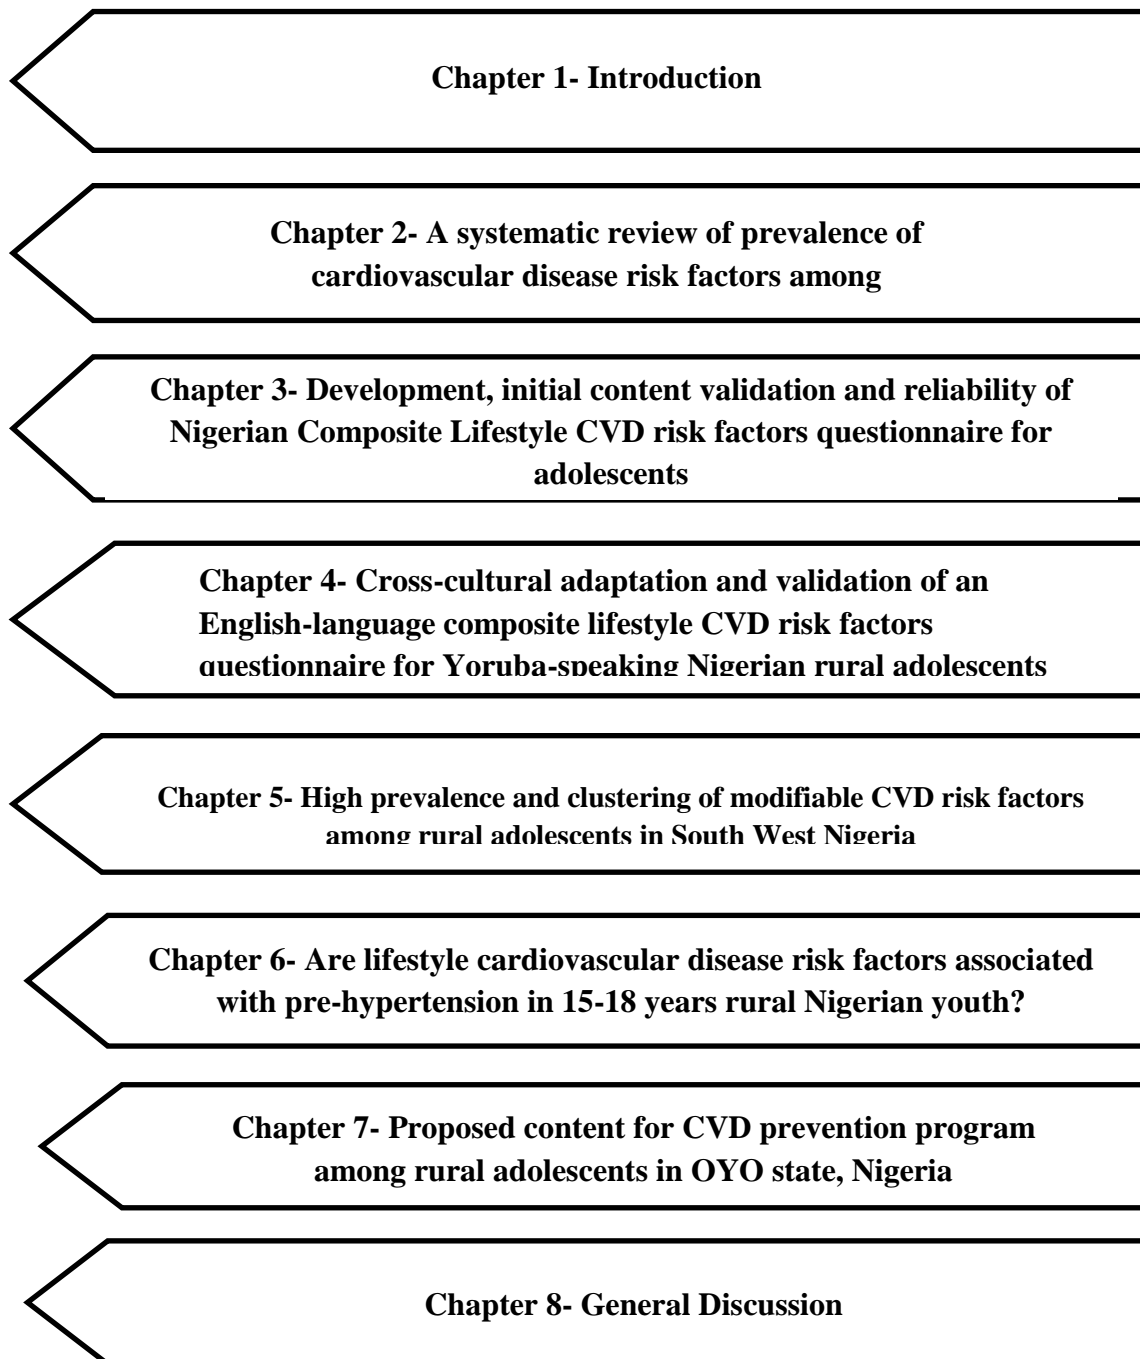 Chapter 1- Introduction
Chapter 2- A systematic review of prevalence of
cardiovascular disease risk factors among
Chapter 3- Development, initial content validation and reliability of
Nigerian Composite Lifestyle CVD risk factors questionnaire for
adolescents
Chapter 4- Cross-cultural adaptation and validation of an
English-language composite lifestyle CVD risk factors
questionnaire for Yoruba-speaking Nigerian rural adolescents
Chapter 5- High prevalence and clustering of modifiable CVD risk factors
among rural adolescents in South West Nigeria
Chapter 6- Are lifestyle cardiovascular disease risk factors associated
with pre-hypertension in 15-18 years rural Nigerian youth?
Chapter 7- Proposed content for CVD prevention program
among rural adolescents in OYO state, Nigeria
Chapter 8- General Discussion